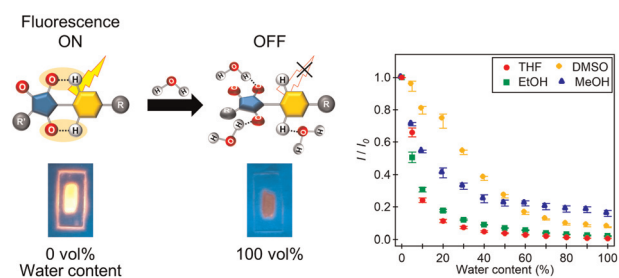 Fluorescence
ON
OFF
O O H R
R' O H
H O H
O O H R
R' O H
H O H
0 vol%
Water content
100 vol%
THF DMSO
EtOH MeOH
I / I0
1.0
0.8
0.6
0.4
0.2
0.0
0 20 40 60 80 100
Water content (%)